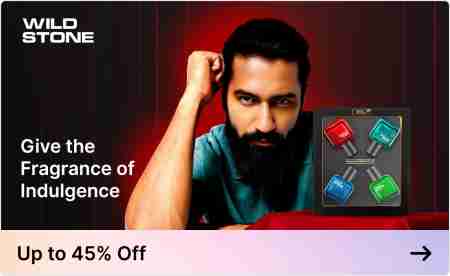 WILD
STONE
Give the
Fragrance of
Indulgence
Up to 45% Off